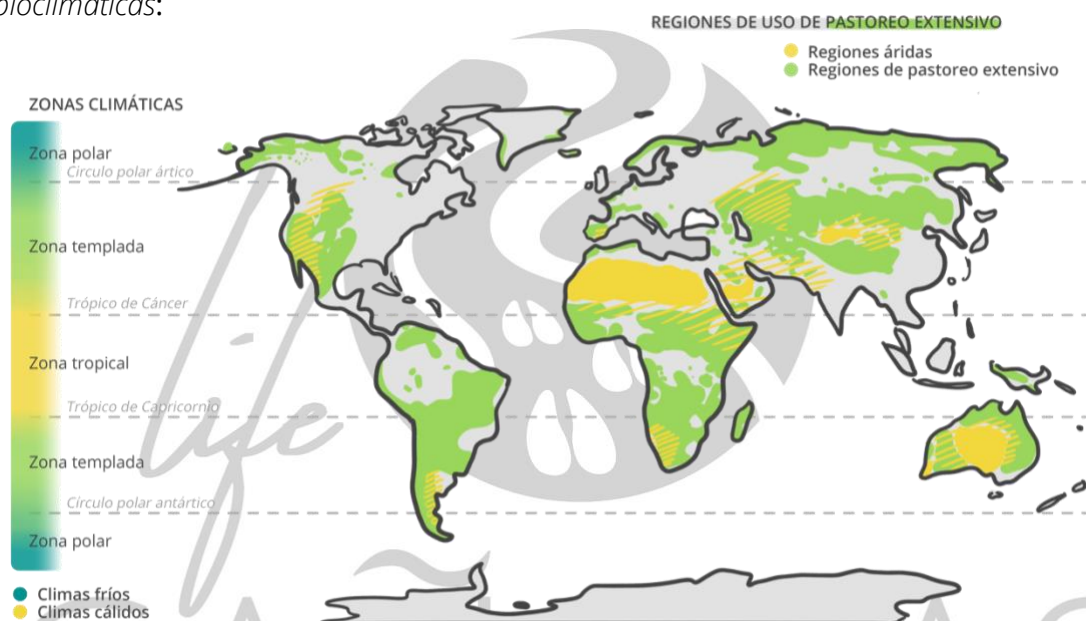 bioclimáticas:
REGIONES DE USO DE PASTOREO EXTENSIVO
Regiones áridas
Regiones de pastoreo extensivo
ZONAS CLIMÁTICAS
Zona polar
Circulo polar ártico
Zona templada
Trópico de Cáncer
Zona tropical
Trópico de Capricornio
Zona templada
Círculo polar antártico
Zona polar
Climas fríos
Climas cálidos
life